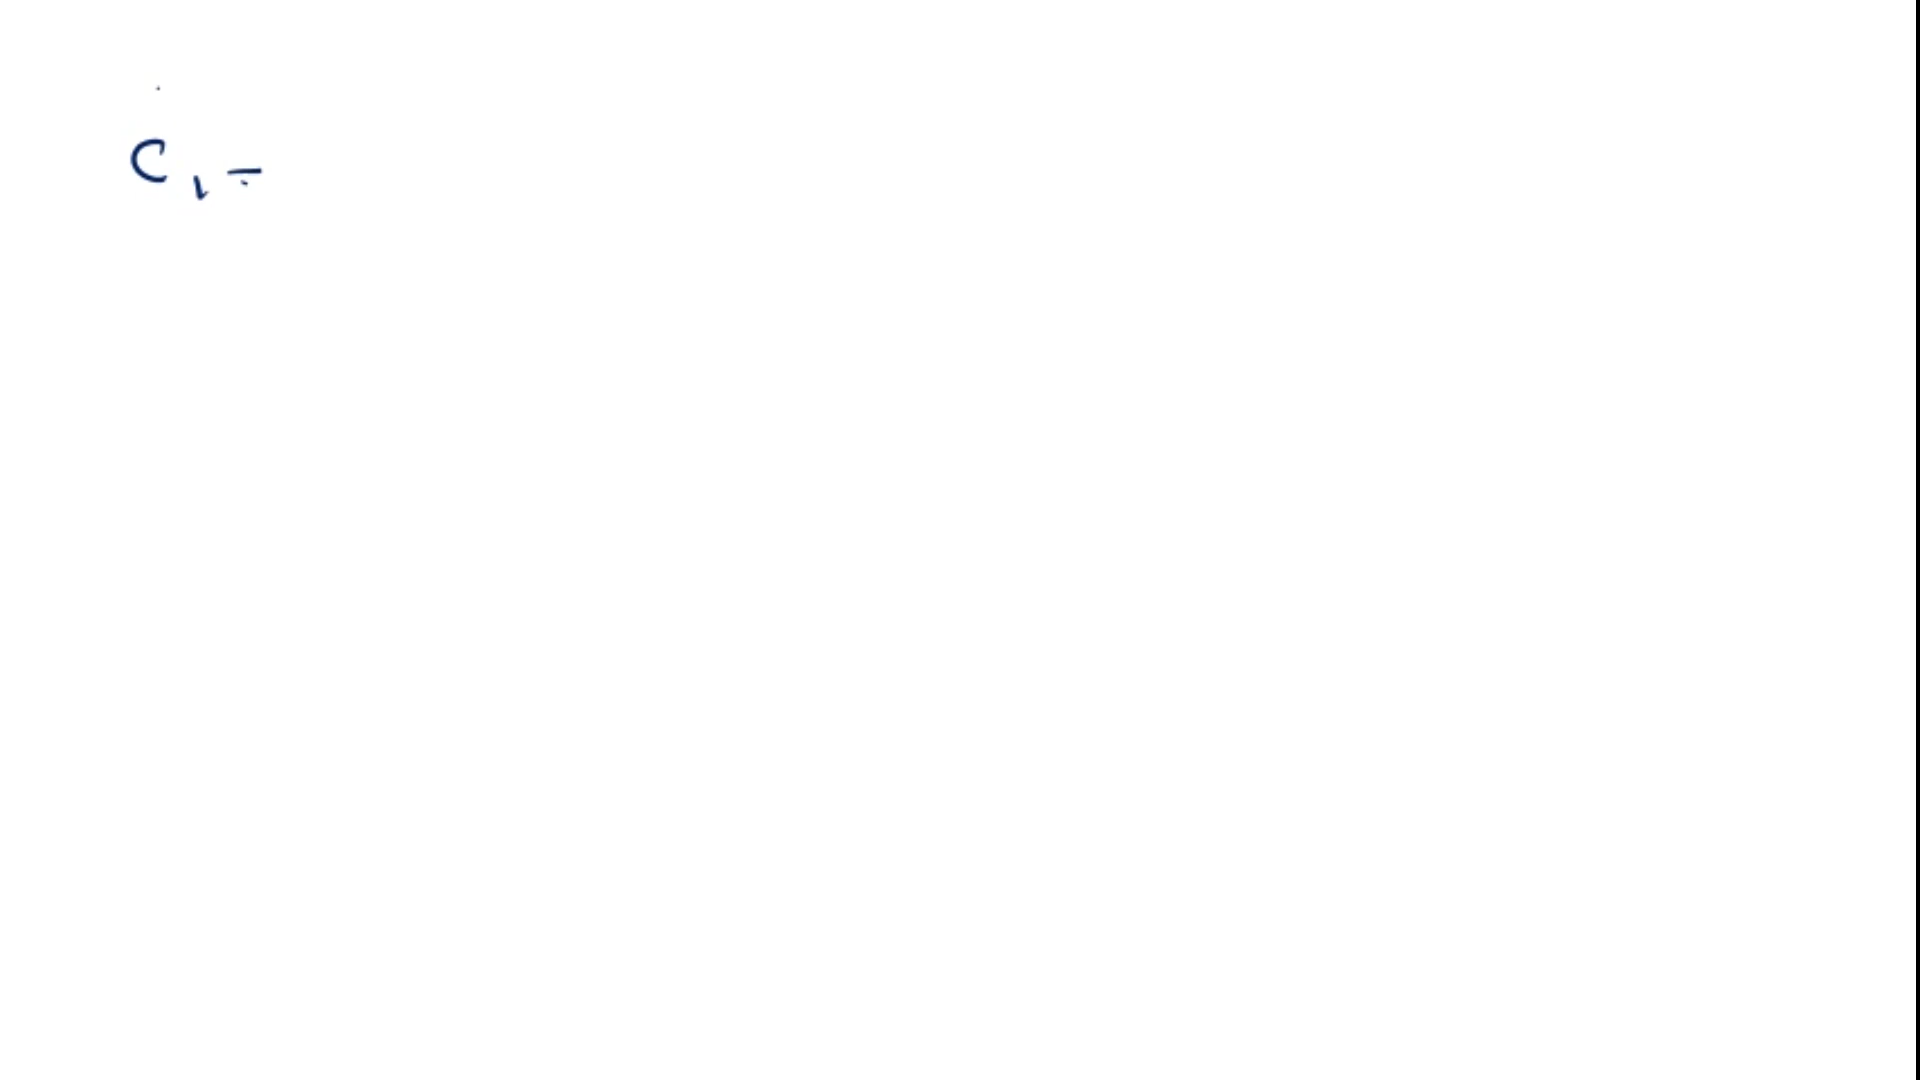 C₁ =